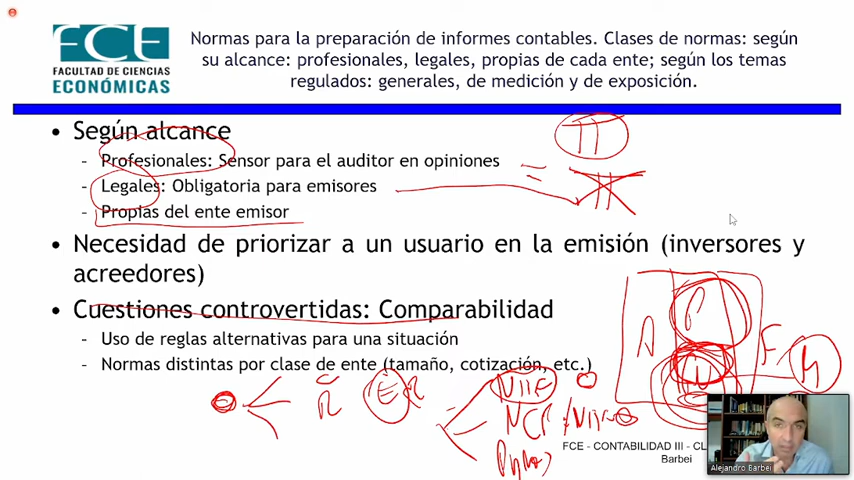 FCE
FACULTAD DE CIENCIAS
ECONÓMICAS
Normas para la preparación de informes contables. Clases de normas: según
su alcance: profesionales, legales, propias de cada ente; según los temas
regulados: generales, de medición y de exposición.
• Según alcance
- Profesionales: Sensor para el auditor en opiniones
- Legales: Obligatoria para emisores
- Propias del ente emisor
• Necesidad de priorizar a un usuario en la emisión (inversores y
acreedores)
• Cuestiones controvertidas: Comparabilidad
- Uso de reglas alternativas para una situación
- Normas distintas por clase de ente (tamaño, cotización, etc.)
NIIF
FCE - CONTABILIDAD III - CL
Barbei
Alejandro Barbei